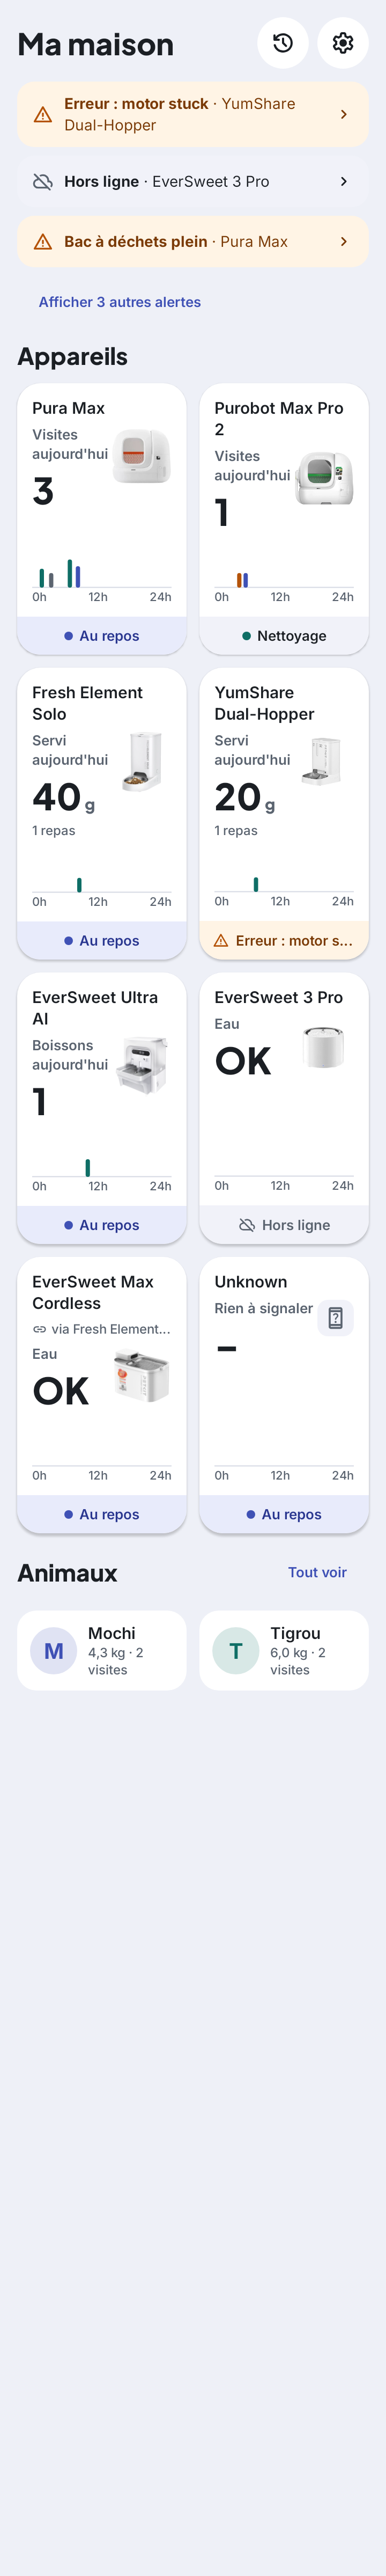 Ma maison
Erreur : motor stuck · YumShare
Dual-Hopper
Hors ligne · EverSweet 3 Pro
Bac à déchets plein · Pura Max
Afficher 3 autres alertes
Appareils
Pura Max
Visites
aujourd'hui
3
0h 12h 24h
Au repos
Purobot Max Pro
2
Visites
aujourd'hui
1
0h 12h 24h
Nettoyage
Fresh Element
Solo
Servi
aujourd'hui
40 g
1 repas
0h 12h 24h
Au repos
YumShare
Dual-Hopper
Servi
aujourd'hui
20 g
1 repas
0h 12h 24h
Erreur : motor s...
EverSweet Ultra
AI
Boissons
aujourd'hui
1
0h 12h 24h
Au repos
EverSweet 3 Pro
Eau
OK
0h 12h 24h
Hors ligne
EverSweet Max
Cordless
via Fresh Element...
Eau
OK
0h 12h 24h
Au repos
Unknown
Rien à signaler
–
0h 12h 24h
Au repos
Animaux
Tout voir
M
Mochi
4,3 kg · 2
visites
T
Tigrou
6,0 kg · 2
visites